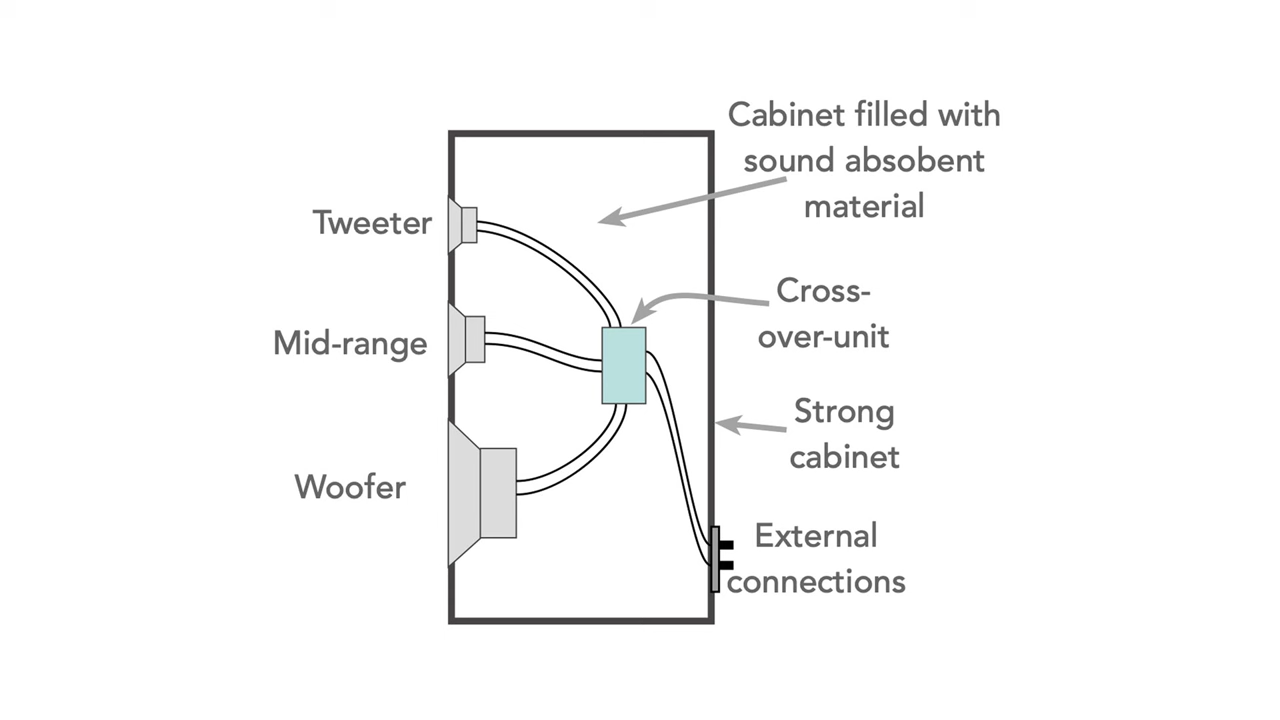 Cabinet filled with
sound absobent
material
Tweeter
Cross-
over-unit
Mid-range
Strong
cabinet
Woofer
External
connections